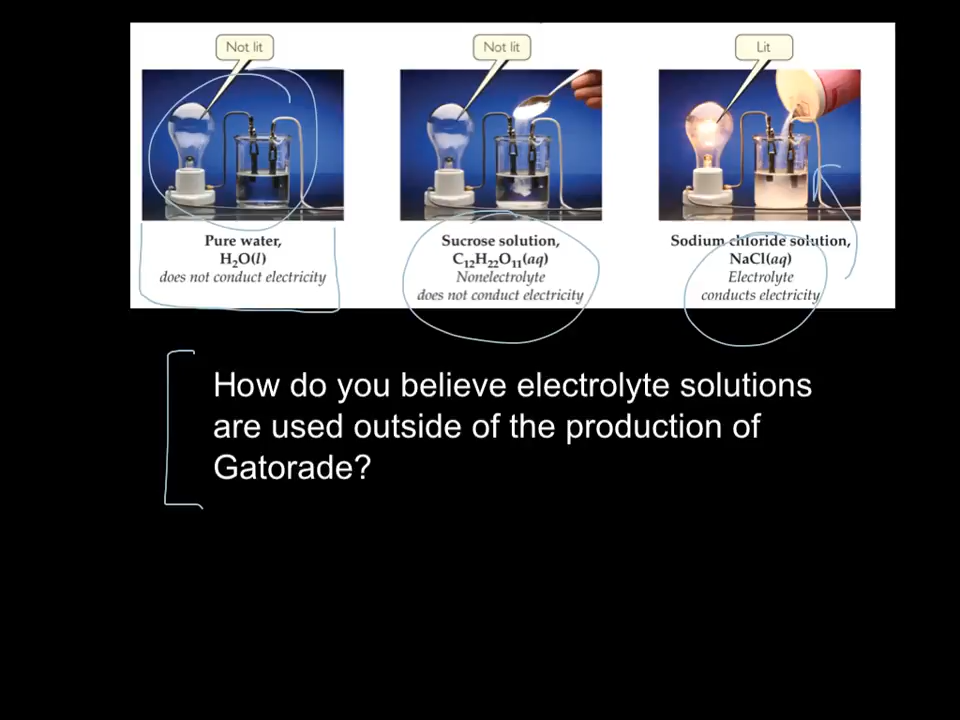 Not lit
Not lit
Lit
Pure water,
H₂O(l)
does not conduct electricity
Sucrose solution,
C₁₂H₂₂O₁₁(aq)
Nonelectrolyte
does not conduct electricity
Sodium chloride solution,
NaCl(aq)
Electrolyte
conducts electricity
How do you believe electrolyte solutions
are used outside of the production of
Gatorade?